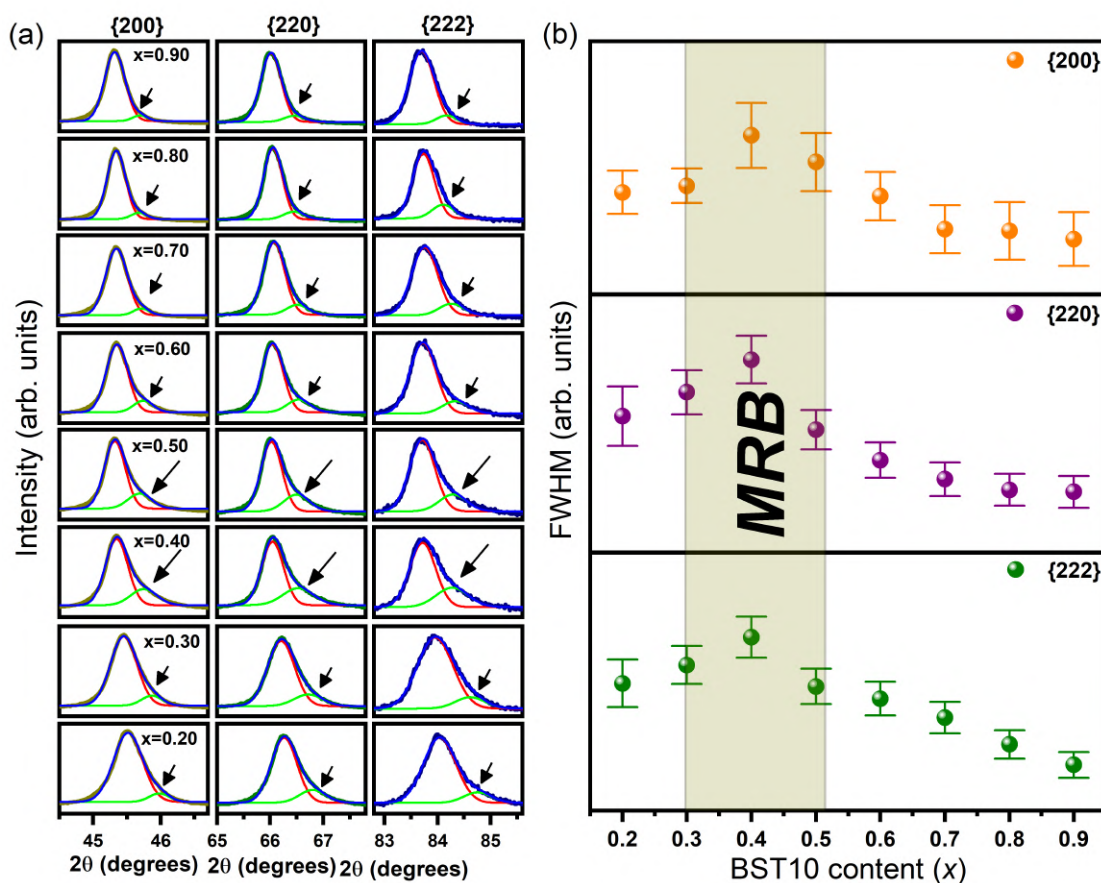 (a)
{200}
{220}
{222}
x=0.90
x=0.80
x=0.70
x=0.60
x=0.50
x=0.40
x=0.30
x=0.20
Intensity (arb. units)
45 46
65 66 67
83 84 85
2θ (degrees) 2θ (degrees) 2θ (degrees)
(b)
{200}
{220}
{222}
MRB
FWHM (arb. units)
0.2 0.3 0.4 0.5 0.6 0.7 0.8 0.9
BST10 content (x)